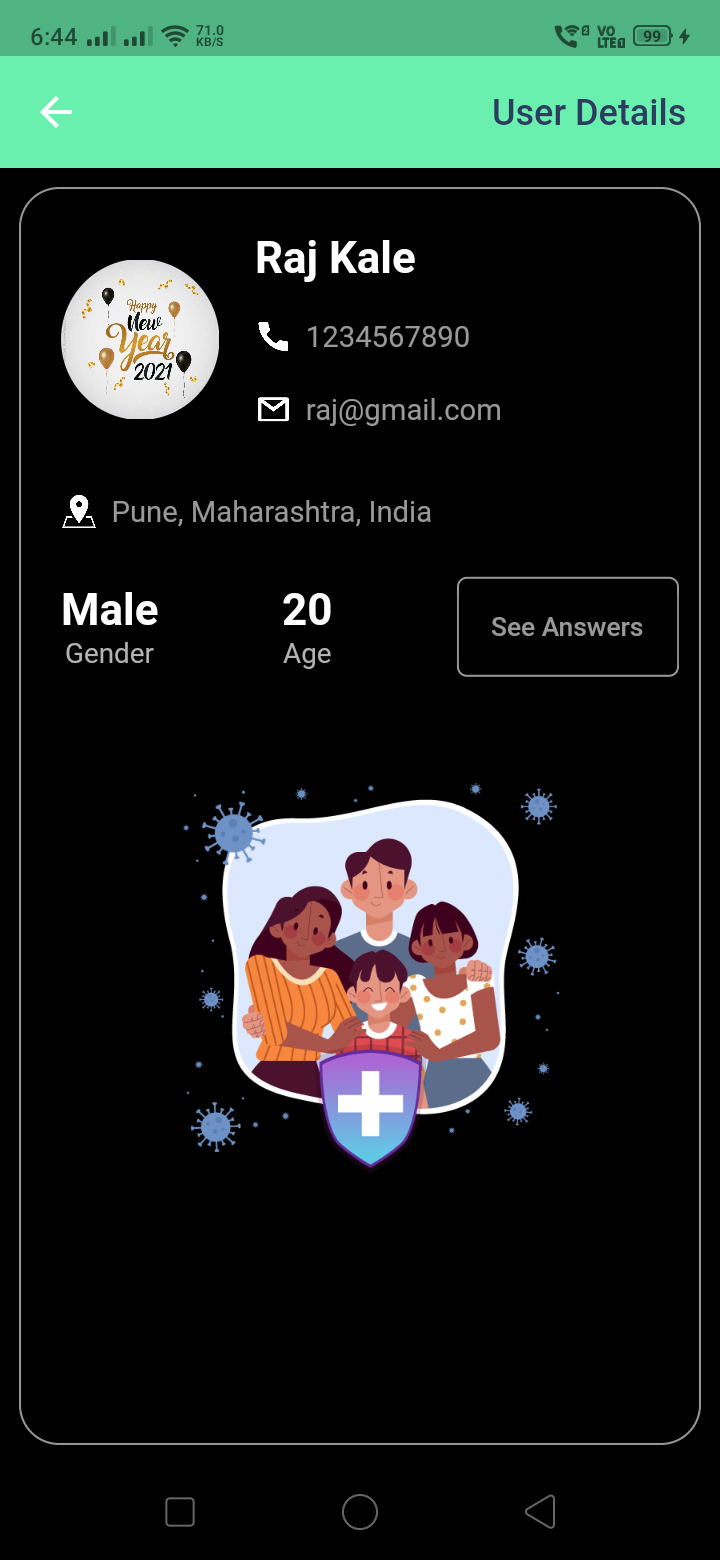 6:44 71.0 KB/S VO LTE 99
User Details
Raj Kale
Happy
New
Year
2021
1234567890
raj@gmail.com
Pune, Maharashtra, India
Male 20 See Answers
Gender Age